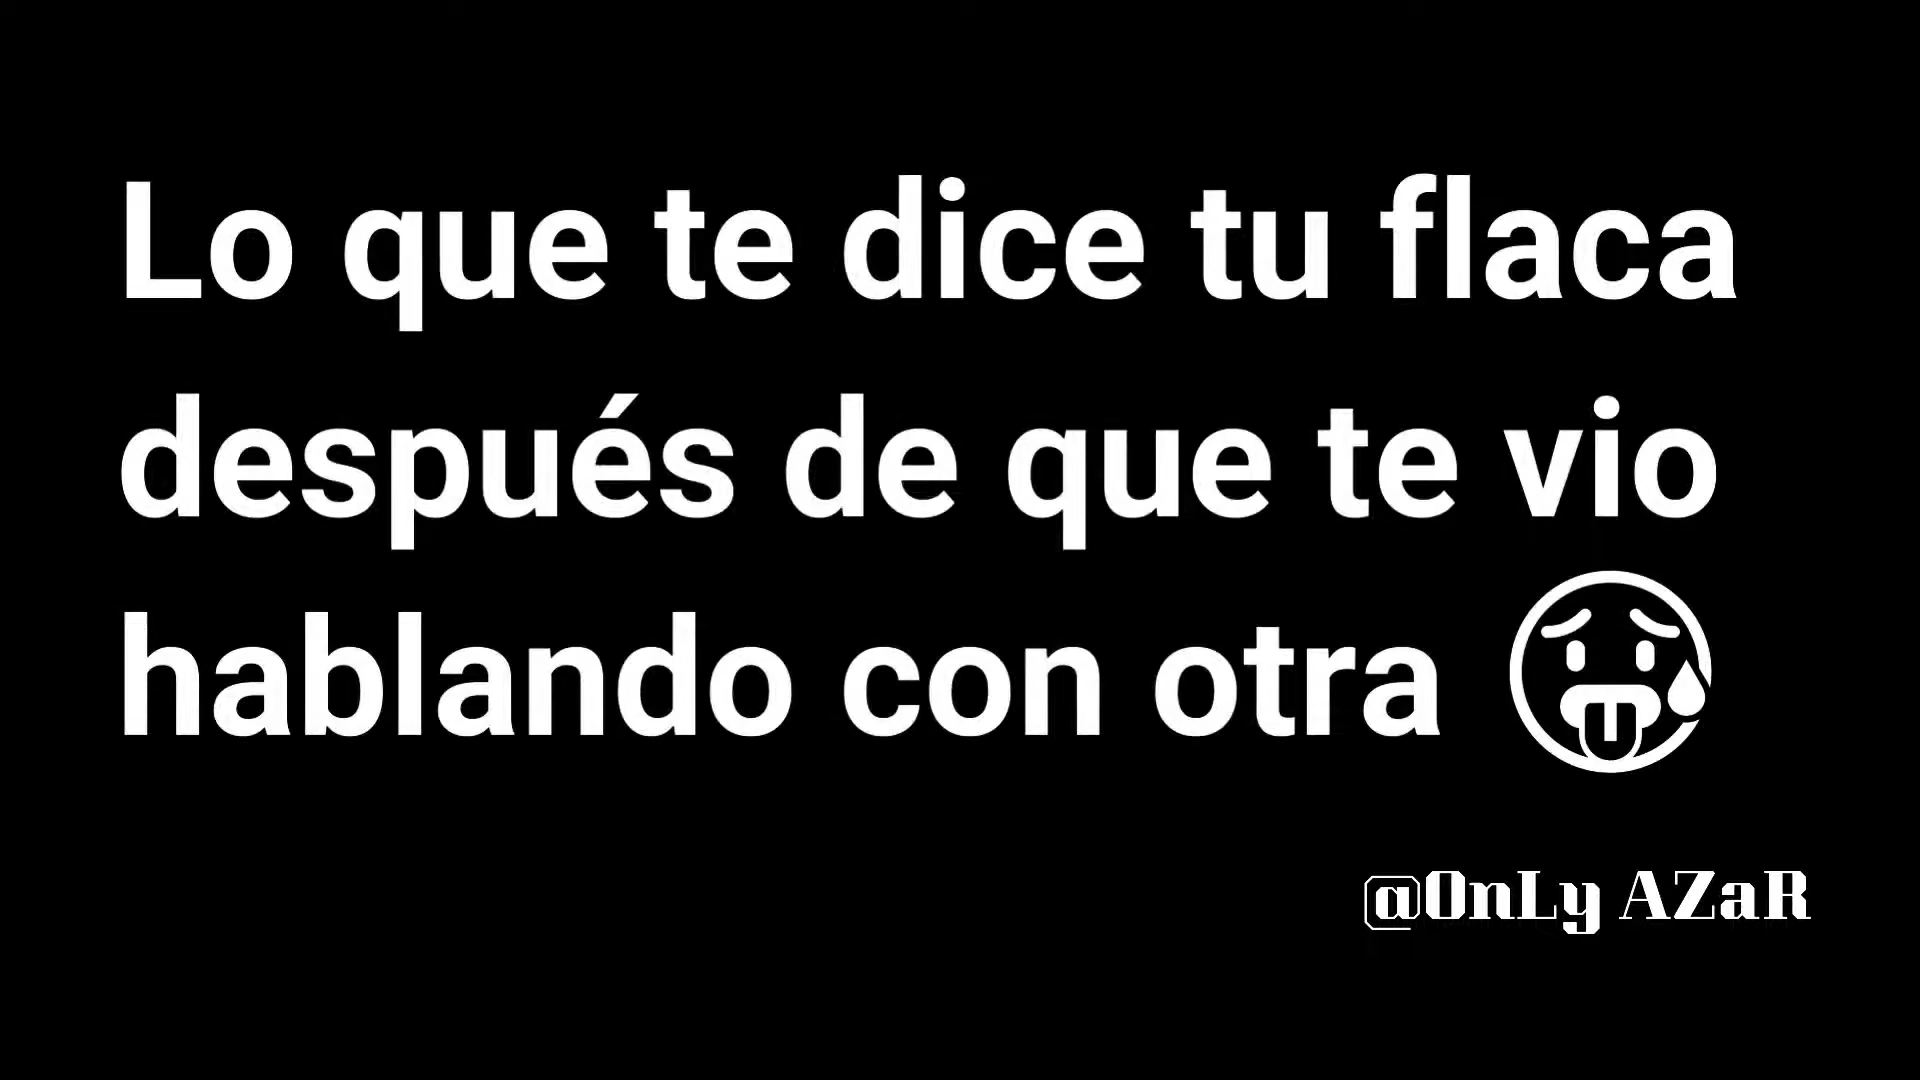 Lo que te dice tu flaca
después de que te vio
hablando con otra 🥵
@OnLy AZaR